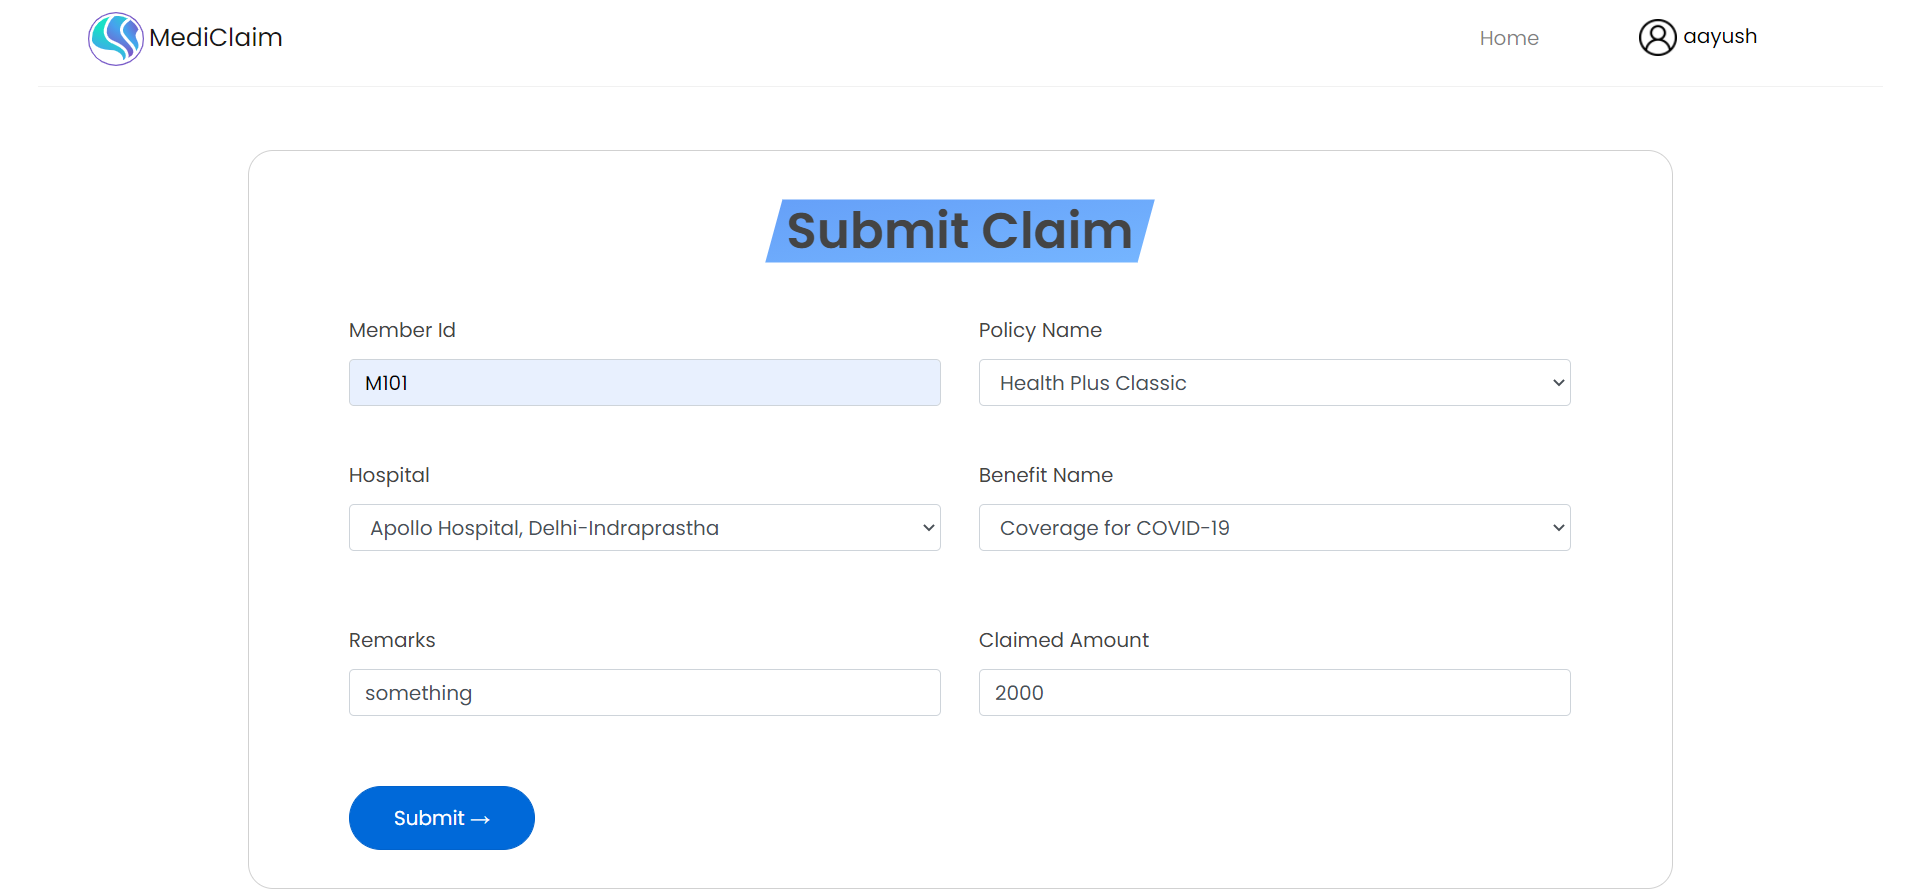 MediClaim
Home
aayush
Submit Claim
Member Id
Policy Name
M101
Health Plus Classic
Hospital
Benefit Name
Apollo Hospital, Delhi-Indraprastha
Coverage for COVID-19
Remarks
Claimed Amount
something
2000
Submit →